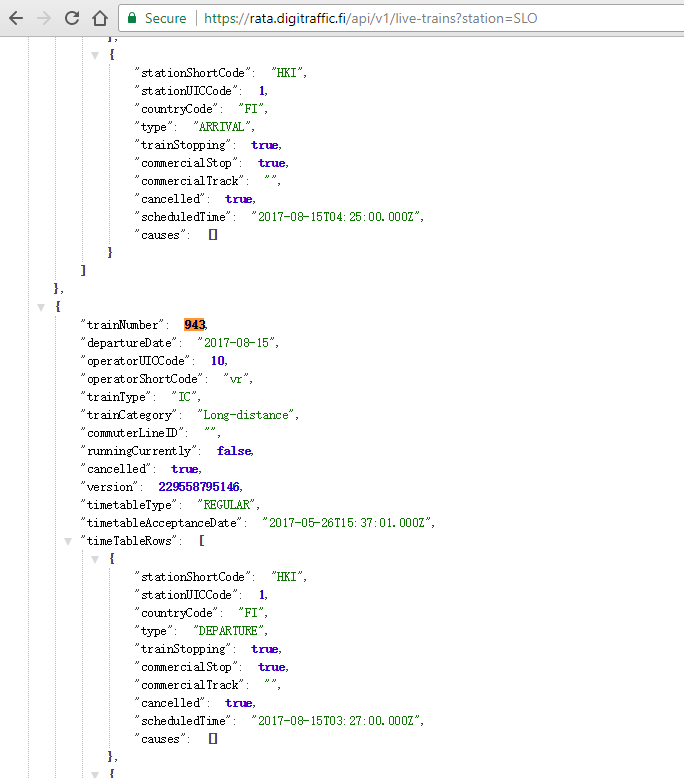 Secure https://rata.digitraffic.fi/api/v1/live-trains?station=SLO
},
{
"stationShortCode": "HKI",
"stationUICCode": 1,
"countryCode": "FI",
"type": "ARRIVAL",
"trainStopping": true,
"commercialStop": true,
"commercialTrack": "",
"cancelled": true,
"scheduledTime": "2017-08-15T04:25:00.000Z",
"causes": []
}
]
},
{
"trainNumber": 943,
"departureDate": "2017-08-15",
"operatorUICCode": 10,
"operatorShortCode": "vr",
"trainType": "IC",
"trainCategory": "Long-distance",
"commuterLineID": "",
"runningCurrently": false,
"cancelled": true,
"version": 229558795146,
"timetableType": "REGULAR",
"timetableAcceptanceDate": "2017-05-26T15:37:01.000Z",
"timeTableRows": [
{
"stationShortCode": "HKI",
"stationUICCode": 1,
"countryCode": "FI",
"type": "DEPARTURE",
"trainStopping": true,
"commercialStop": true,
"commercialTrack": "",
"cancelled": true,
"scheduledTime": "2017-08-15T03:27:00.000Z",
"causes": []
},
{